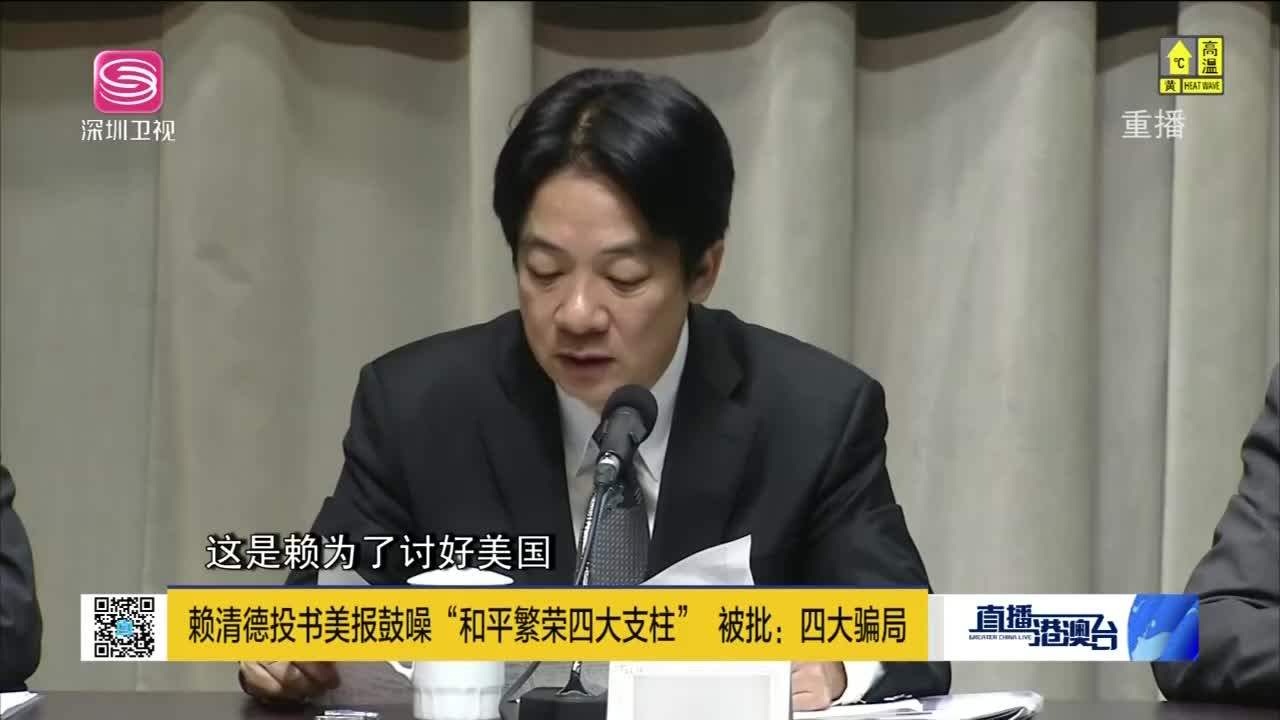 深圳卫视
℃
高温
黄 HEAT WAVE
重播
这是赖为了讨好美国
赖清德投书美报鼓噪“和平繁荣四大支柱” 被批：四大骗局
直播港澳台
GREATER CHINA LIVE